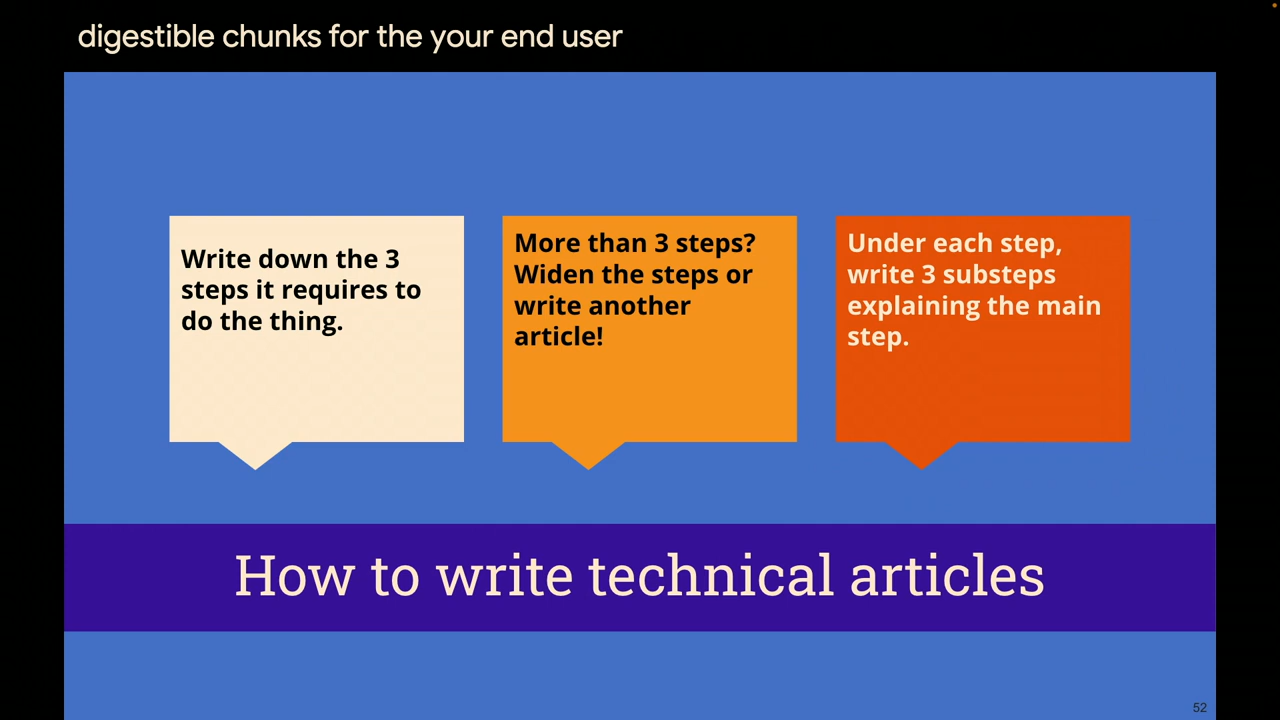 digestible chunks for the your end user
Write down the 3
steps it requires to
do the thing.
More than 3 steps?
Widen the steps or
write another
article!
Under each step,
write 3 substeps
explaining the main
step.
How to write technical articles
52